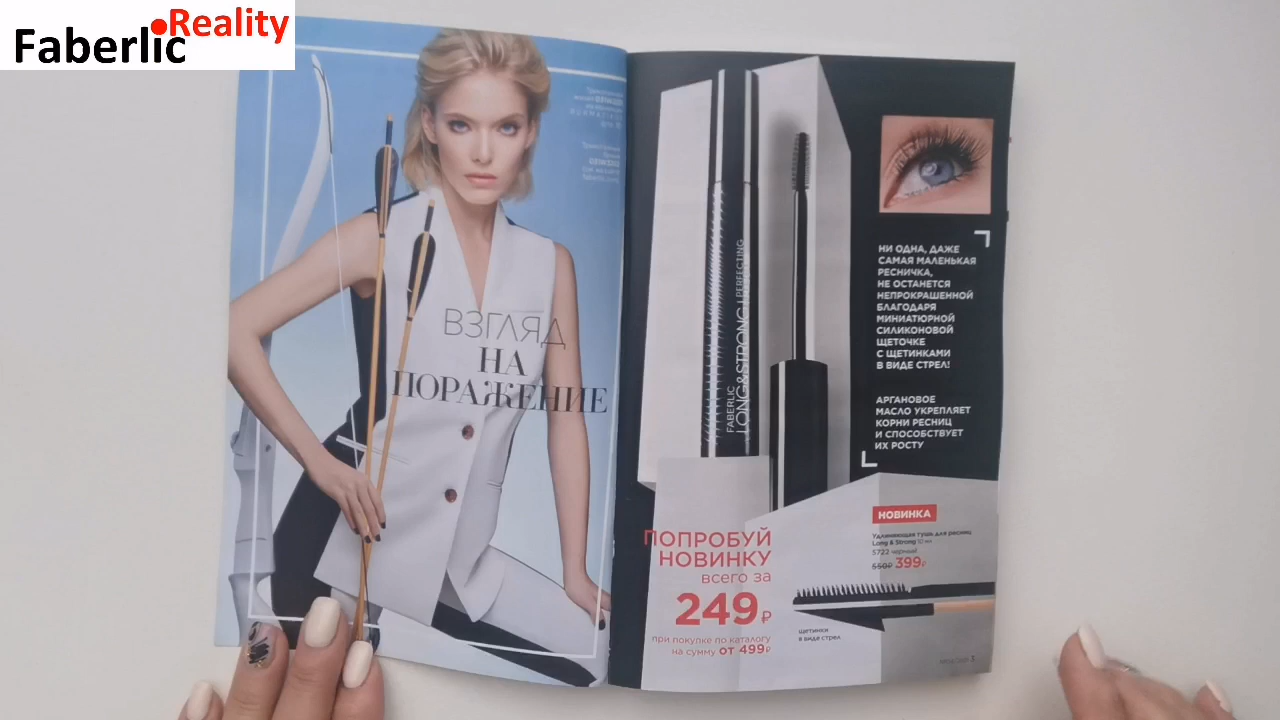 Faberlic
Reality
ВЗГЛЯД
НА
ПОРАЖЕНИЕ
FABERLIC
LONG&STRONG | PERFECTING
НИ ОДНА, ДАЖЕ
САМАЯ МАЛЕНЬКАЯ
РЕСНИЧКА,
НЕ ОСТАНЕТСЯ
НЕПРОКРАШЕННОЙ
БЛАГОДАРЯ
МИНИАТЮРНОЙ
СИЛИКОНОВОЙ
ЩЕТОЧКЕ
С ЩЕТИНКАМИ
В ВИДЕ СТРЕЛ!
АРГАНОВОЕ
МАСЛО УКРЕПЛЯЕТ
КОРНИ РЕСНИЦ
И СПОСОБСТВУЕТ
ИХ РОСТУ
НОВИНКА
Удлиняющая тушь для ресниц
Long & Strong 10 мл
5722 черный
550₽ 399₽
ПОПРОБУЙ
НОВИНКУ
всего за
249₽
при покупке по каталогу
на сумму от 499₽
щетинки
в виде стрел